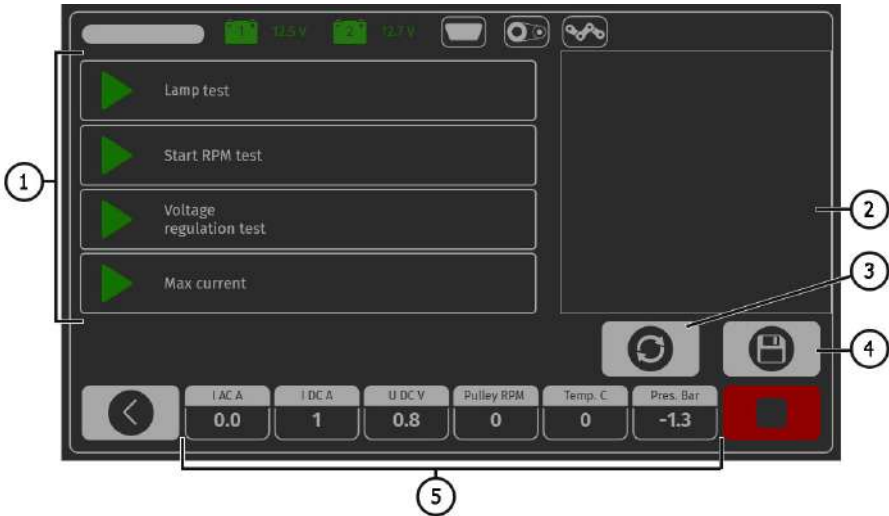 1 12.5 V 2 12.7 V
Lamp test
Start RPM test
Voltage
regulation test
Max current
1
2
3
4
I AC A I DC A U DC V Pulley RPM Temp. C Pres. Bar
0.0 1 0.8 0 0 -1.3
5